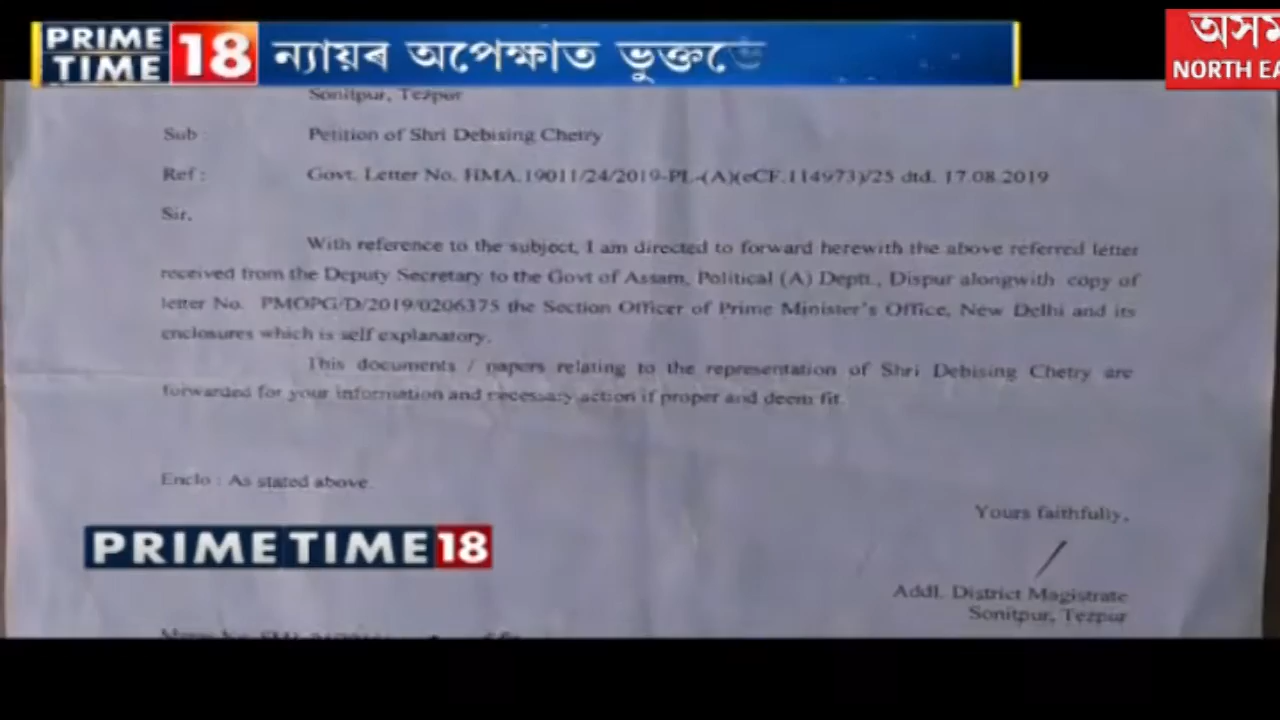 PRIME TIME 18
ন্যায়ৰ অপেক্ষাত
অসম
NORTH EA
Sonitpur, Tezpur
Sub : Petition of Shri Debising Chetry
Ref : Govt. Letter No. HMA.19011/24/2019-PL-(A)(eCF.114973)/25 dtd. 17.08.2019
Sir,
With reference to the subject, I am directed to forward herewith the above referred letter
received from the Deputy Secretary to the Govt of Assam, Political (A) Deptt., Dispur alongwith copy of
letter No. PMOPG/D/2019/0206375 the Section Officer of Prime Minister's Office, New Delhi and its
enclosures which is self explanatory.
This documents / papers relating to the representation of Shri Debising Chetry are
forwarded for your information and necessary action if proper and deem fit.
Enclo : As stated above.
PRIME TIME 18
Yours faithfully,
Addl. District Magistrate
Sonitpur, Tezpur